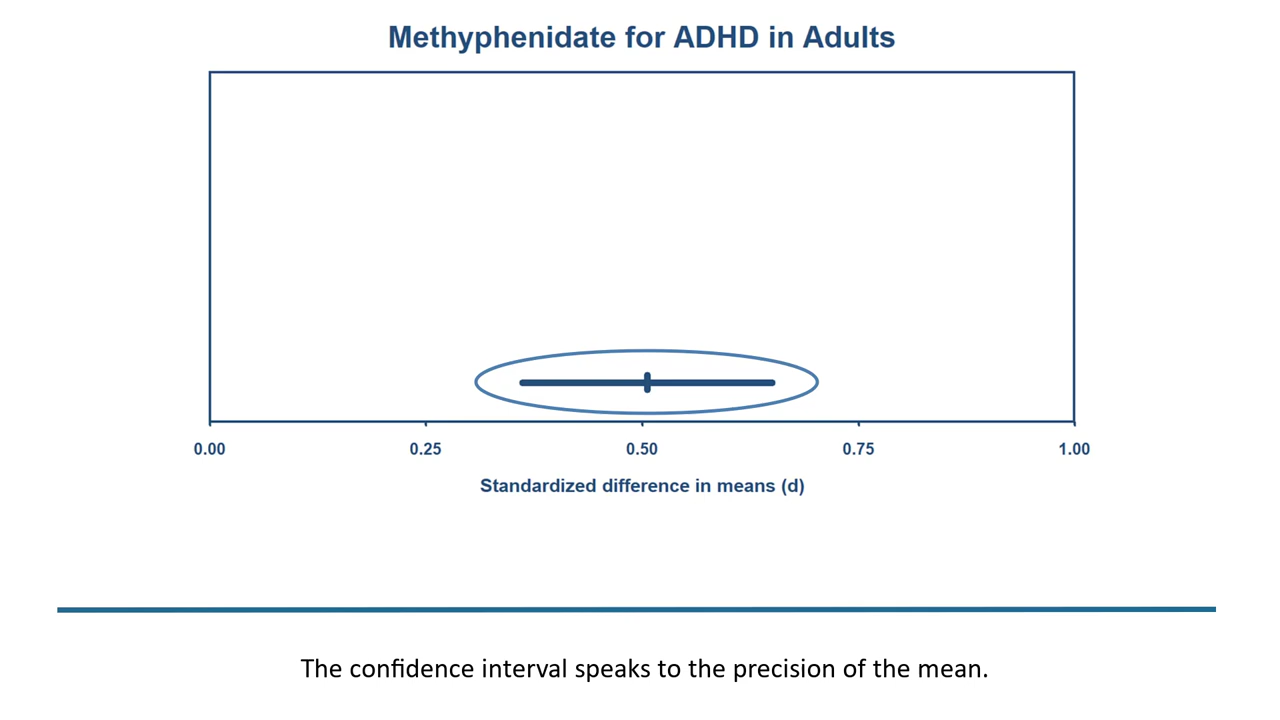 Methyphenidate for ADHD in Adults
0.00 0.25 0.50 0.75 1.00
Standardized difference in means (d)
The confidence interval speaks to the precision of the mean.